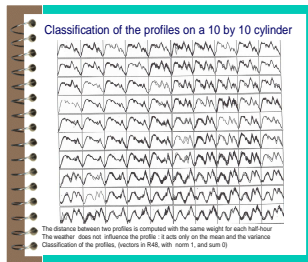 Classification of the profiles on a 10 by 10 cylinder
The distance between two profiles is computed with the same weight for each half-hour
The weather does not influence the profile : it acts only on the mean and the variance
Classification of the profiles, (vectors in R48, with norm 1, and sum 0)